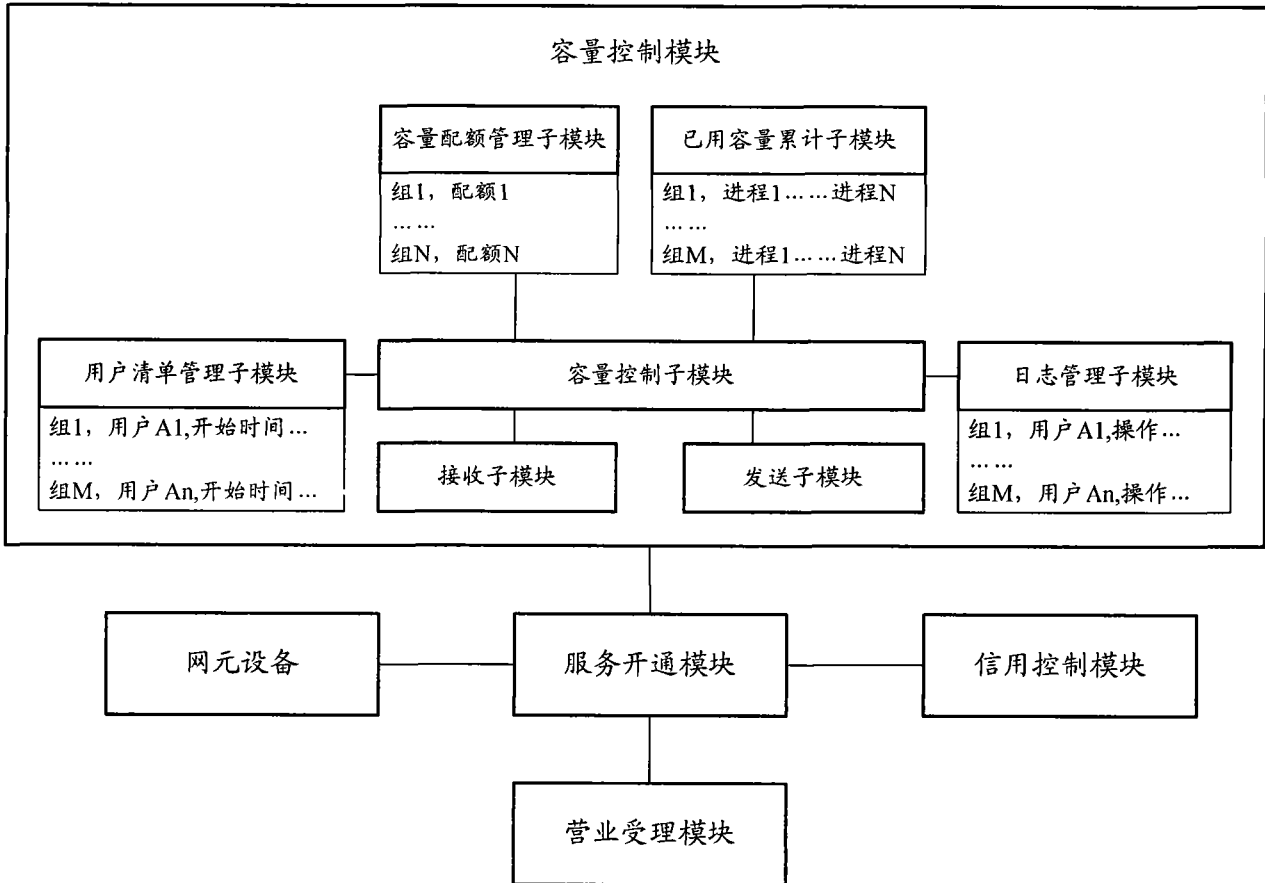 容量控制模块
容量配额管理子模块
组1，配额1
……
组N，配额N
已用容量累计子模块
组1，进程1……进程N
……
组M，进程1……进程N
用户清单管理子模块
组1，用户A1,开始时间…
……
组M，用户An,开始时间…
容量控制子模块
日志管理子模块
组1，用户A1,操作…
……
组M，用户An,操作…
接收子模块
发送子模块
网元设备
服务开通模块
信用控制模块
营业受理模块